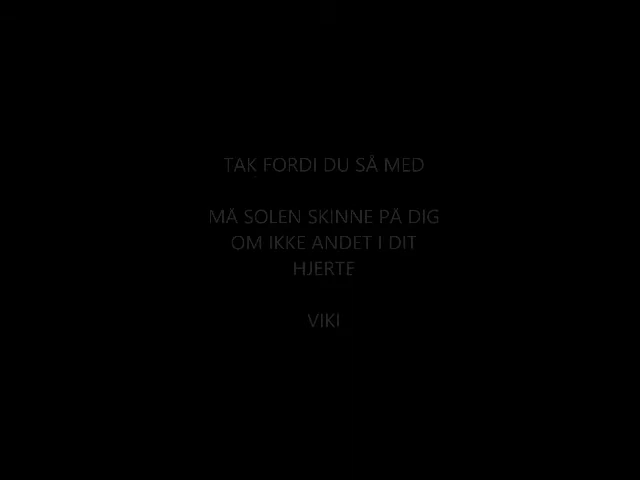 TAK FORDI DU SÅ MED
MÅ SOLEN SKINNE PÅ DIG
OM IKKE ANDET I DIT
HJERTE
VIKI